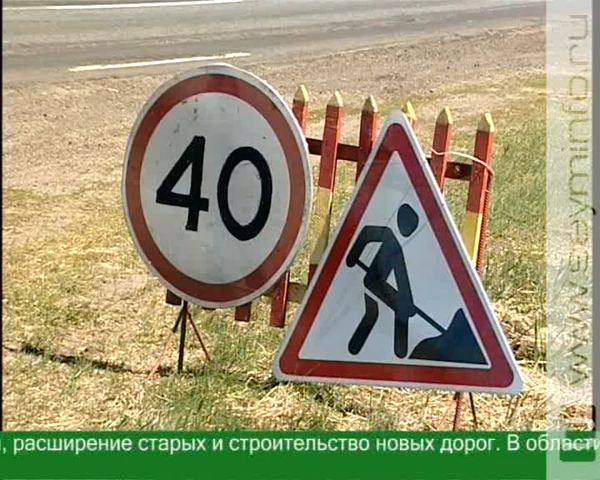 www.seyminfo.ru
40
, расширение старых и строительство новых дорог. В област